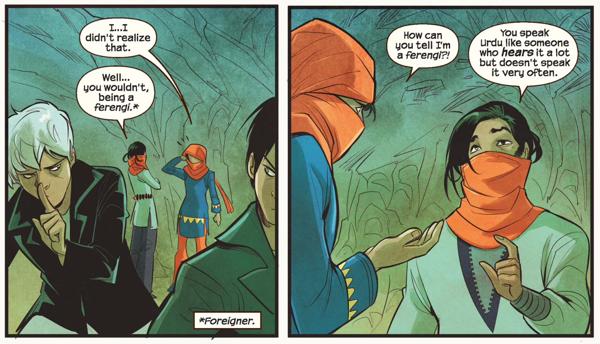 I...I
didn't realize
that.
Well...
you wouldn't,
being a
ferengi.*
*Foreigner.
How can
you tell I'm
a ferengi?!
You speak
Urdu like someone
who hears it a lot
but doesn't speak
it very often.